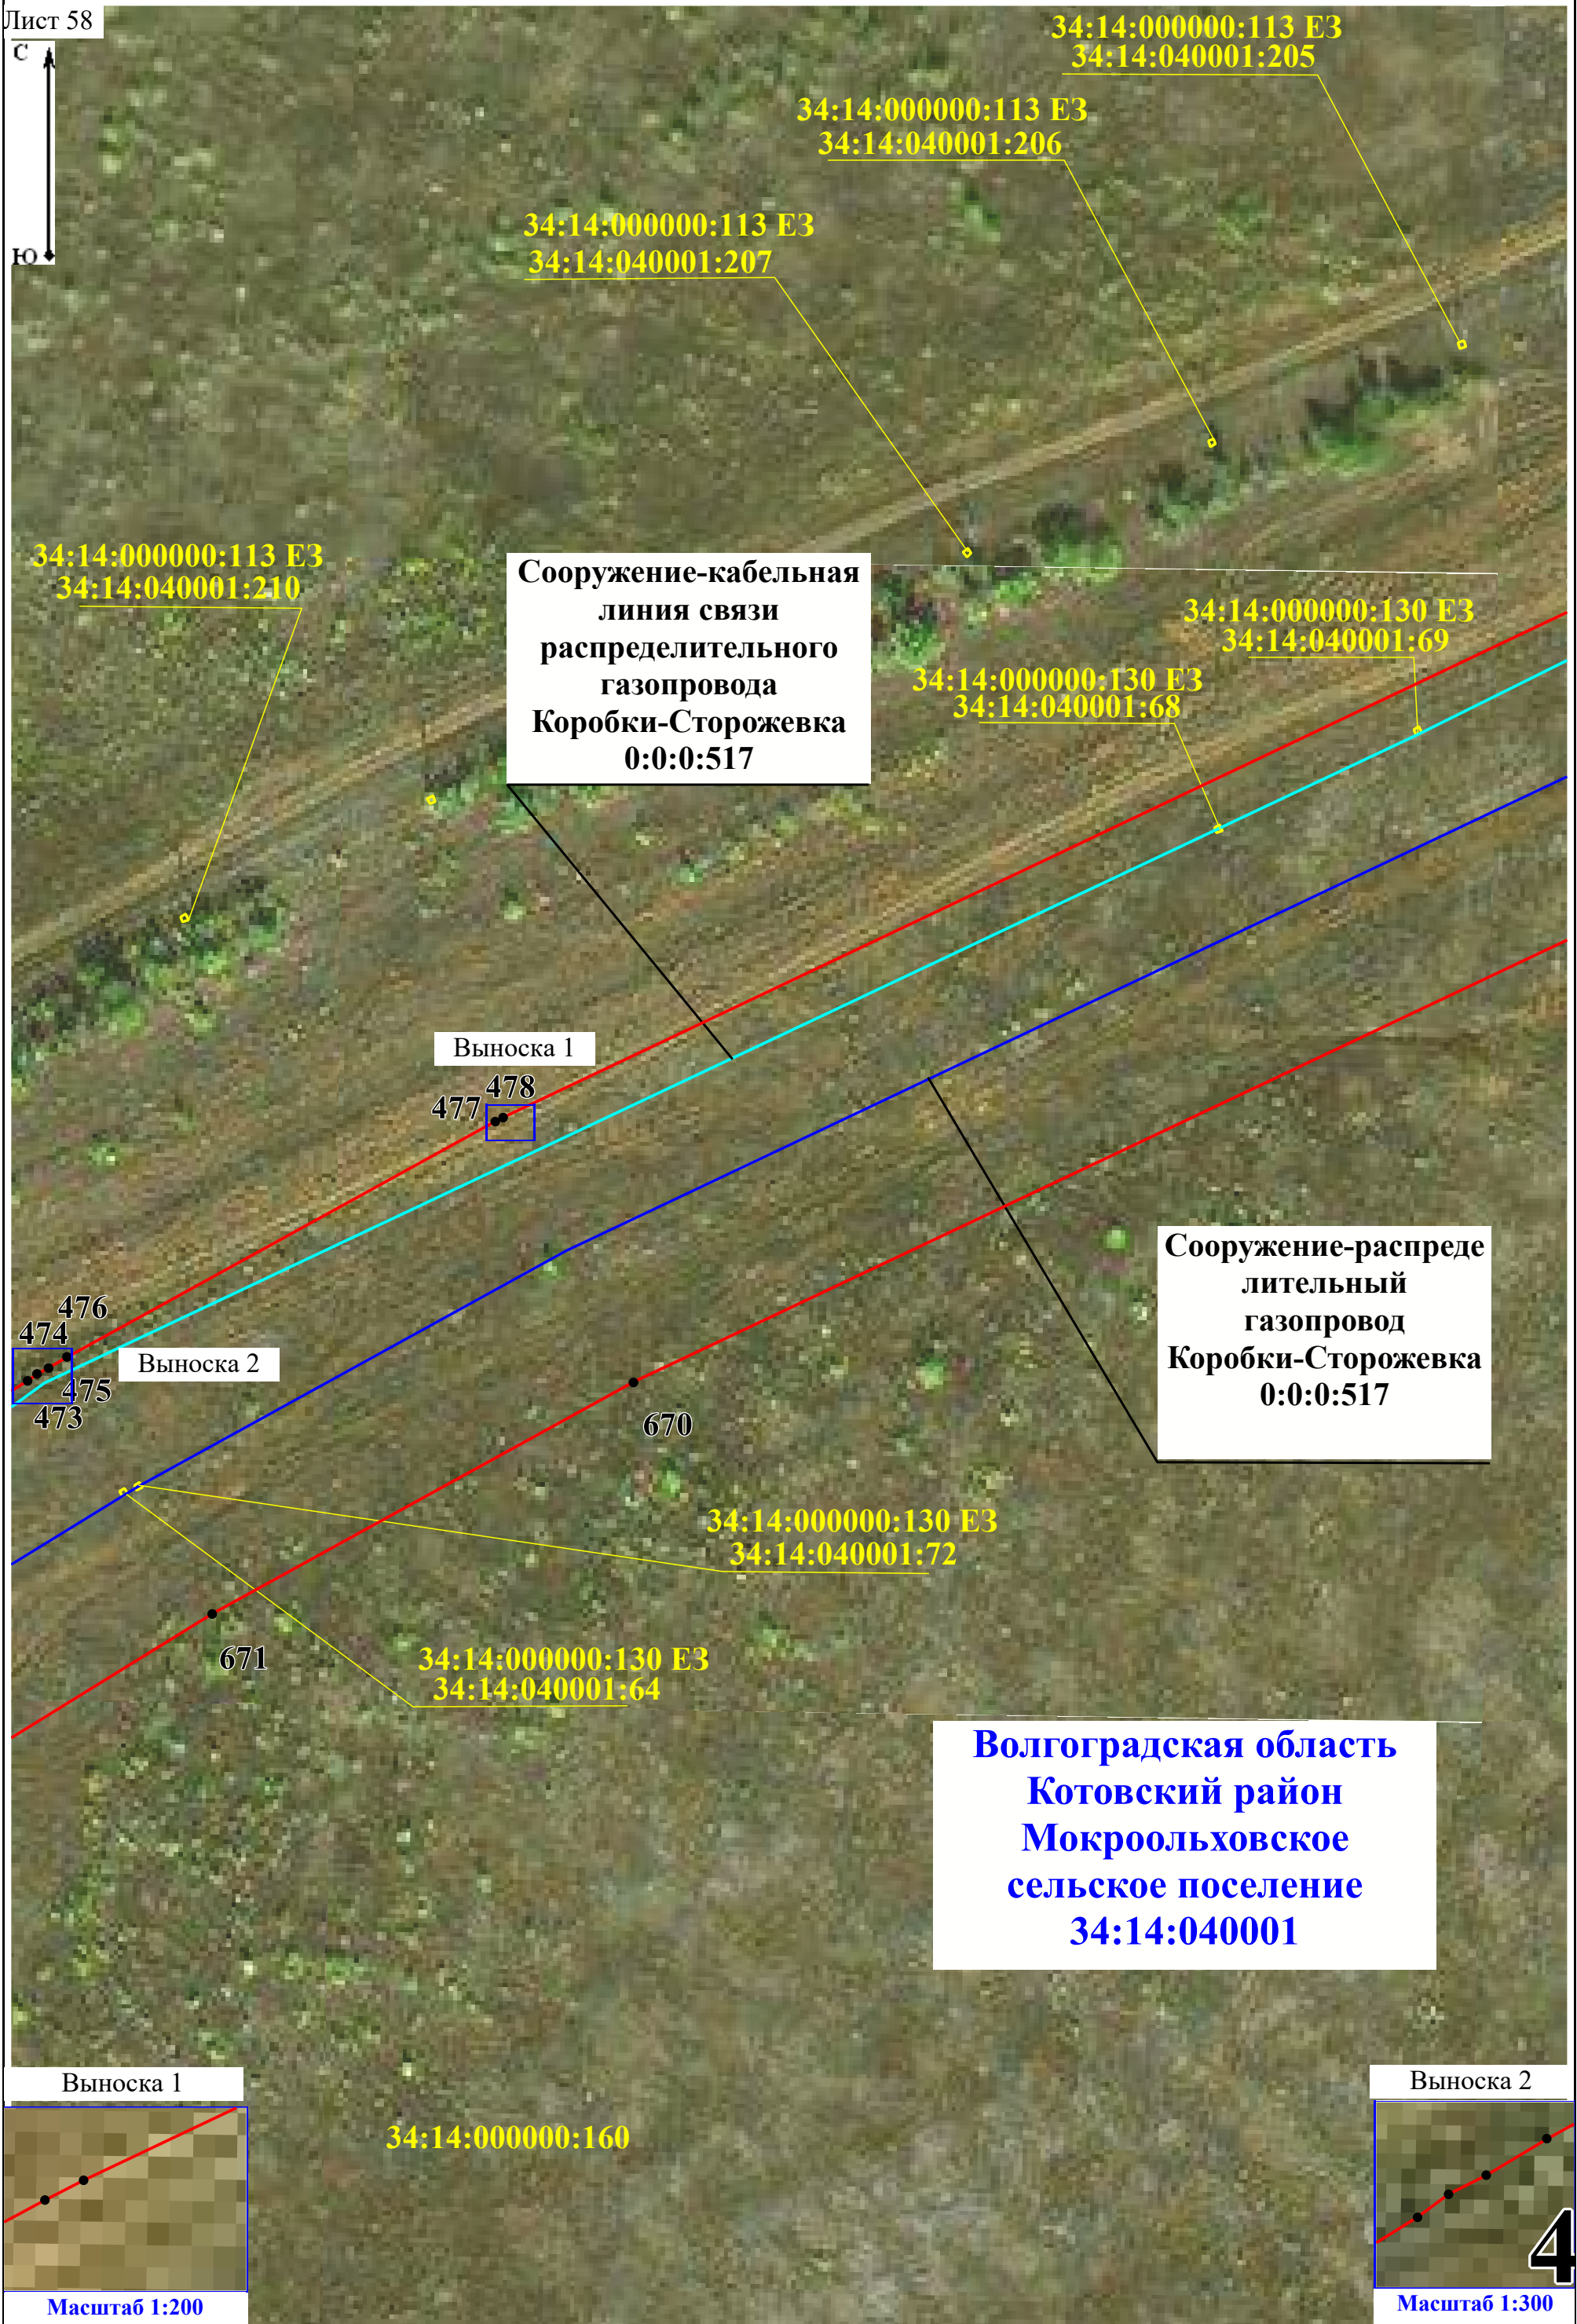 Лист 58
С
Ю
34:14:000000:113 ЕЗ
34:14:040001:205
34:14:000000:113 ЕЗ
34:14:040001:206
34:14:000000:113 ЕЗ
34:14:040001:207
34:14:000000:113 ЕЗ
34:14:040001:210
Сооружение-кабельная
линия связи
распределительного
газопровода
Коробки-Сторожевка
0:0:0:517
34:14:000000:130 ЕЗ
34:14:040001:69
34:14:000000:130 ЕЗ
34:14:040001:68
Выноска 1
478
477
476
474
Выноска 2
475
473
670
Сооружение-распреде
лительный
газопровод
Коробки-Сторожевка
0:0:0:517
34:14:000000:130 ЕЗ
34:14:040001:72
671
34:14:000000:130 ЕЗ
34:14:040001:64
Волгоградская область
Котовский район
Мокроольховское
сельское поселение
34:14:040001
Выноска 1
34:14:000000:160
Масштаб 1:200
Выноска 2
4
Масштаб 1:300